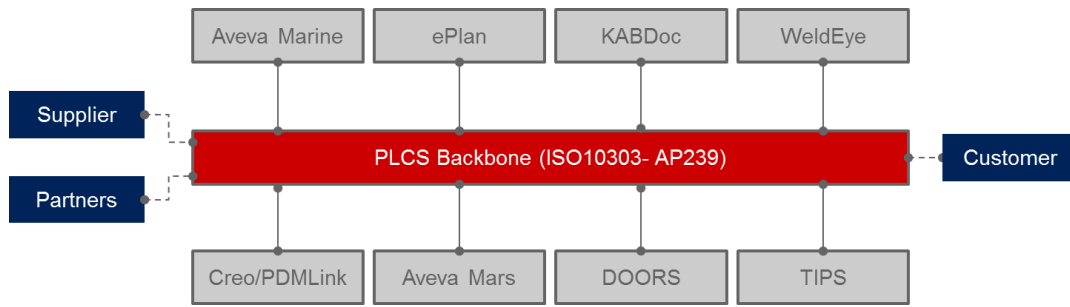 Aveva Marine
ePlan
KABDoc
WeldEye
Supplier
PLCS Backbone (ISO10303- AP239)
Customer
Partners
Creo/PDMLink
Aveva Mars
DOORS
TIPS